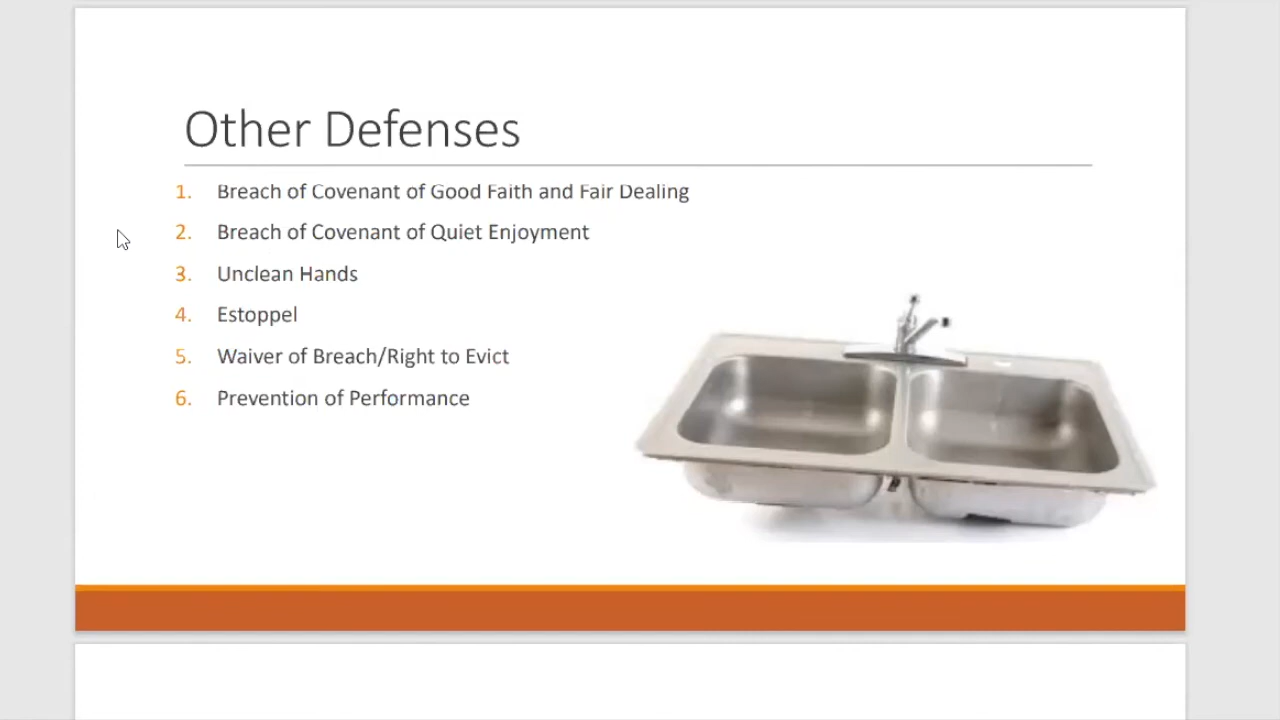 Other Defenses
1. Breach of Covenant of Good Faith and Fair Dealing
2. Breach of Covenant of Quiet Enjoyment
3. Unclean Hands
4. Estoppel
5. Waiver of Breach/Right to Evict
6. Prevention of Performance